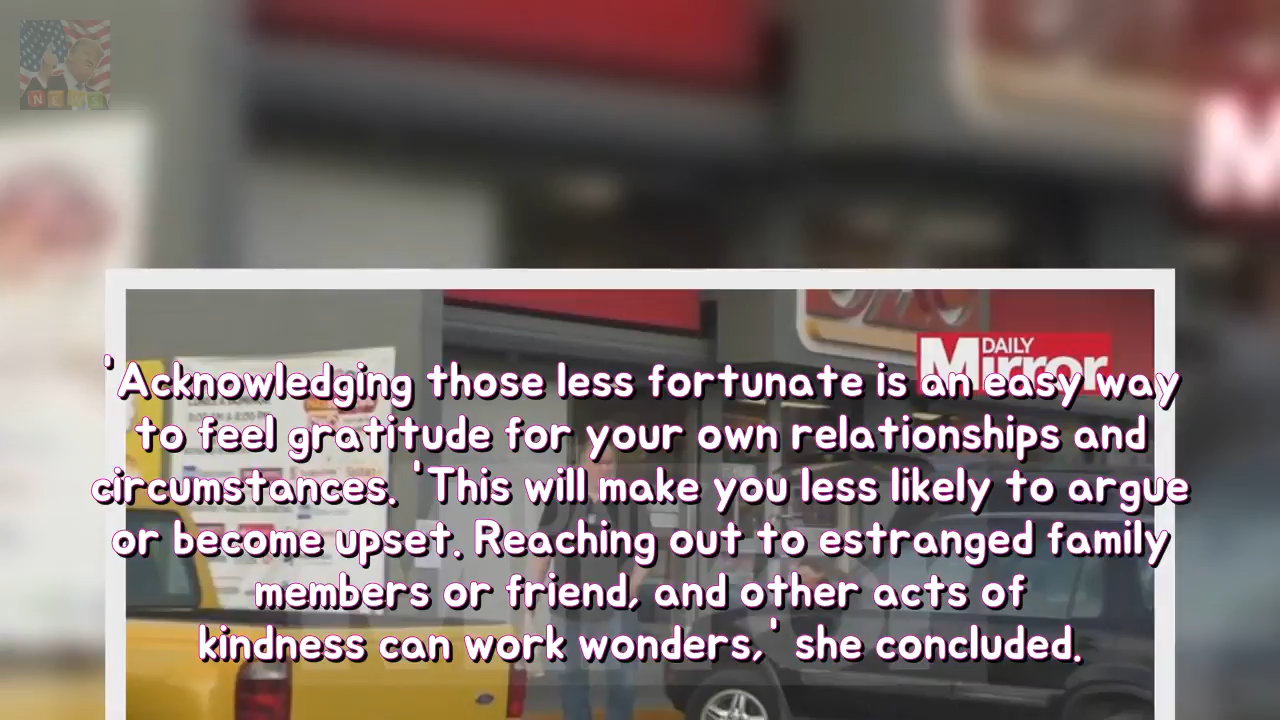 NEWS
DAILY
Mirror
'Acknowledging those less fortunate is an easy way
to feel gratitude for your own relationships and
circumstances. 'This will make you less likely to argue
or become upset. Reaching out to estranged family
members or friend, and other acts of
kindness can work wonders,' she concluded.